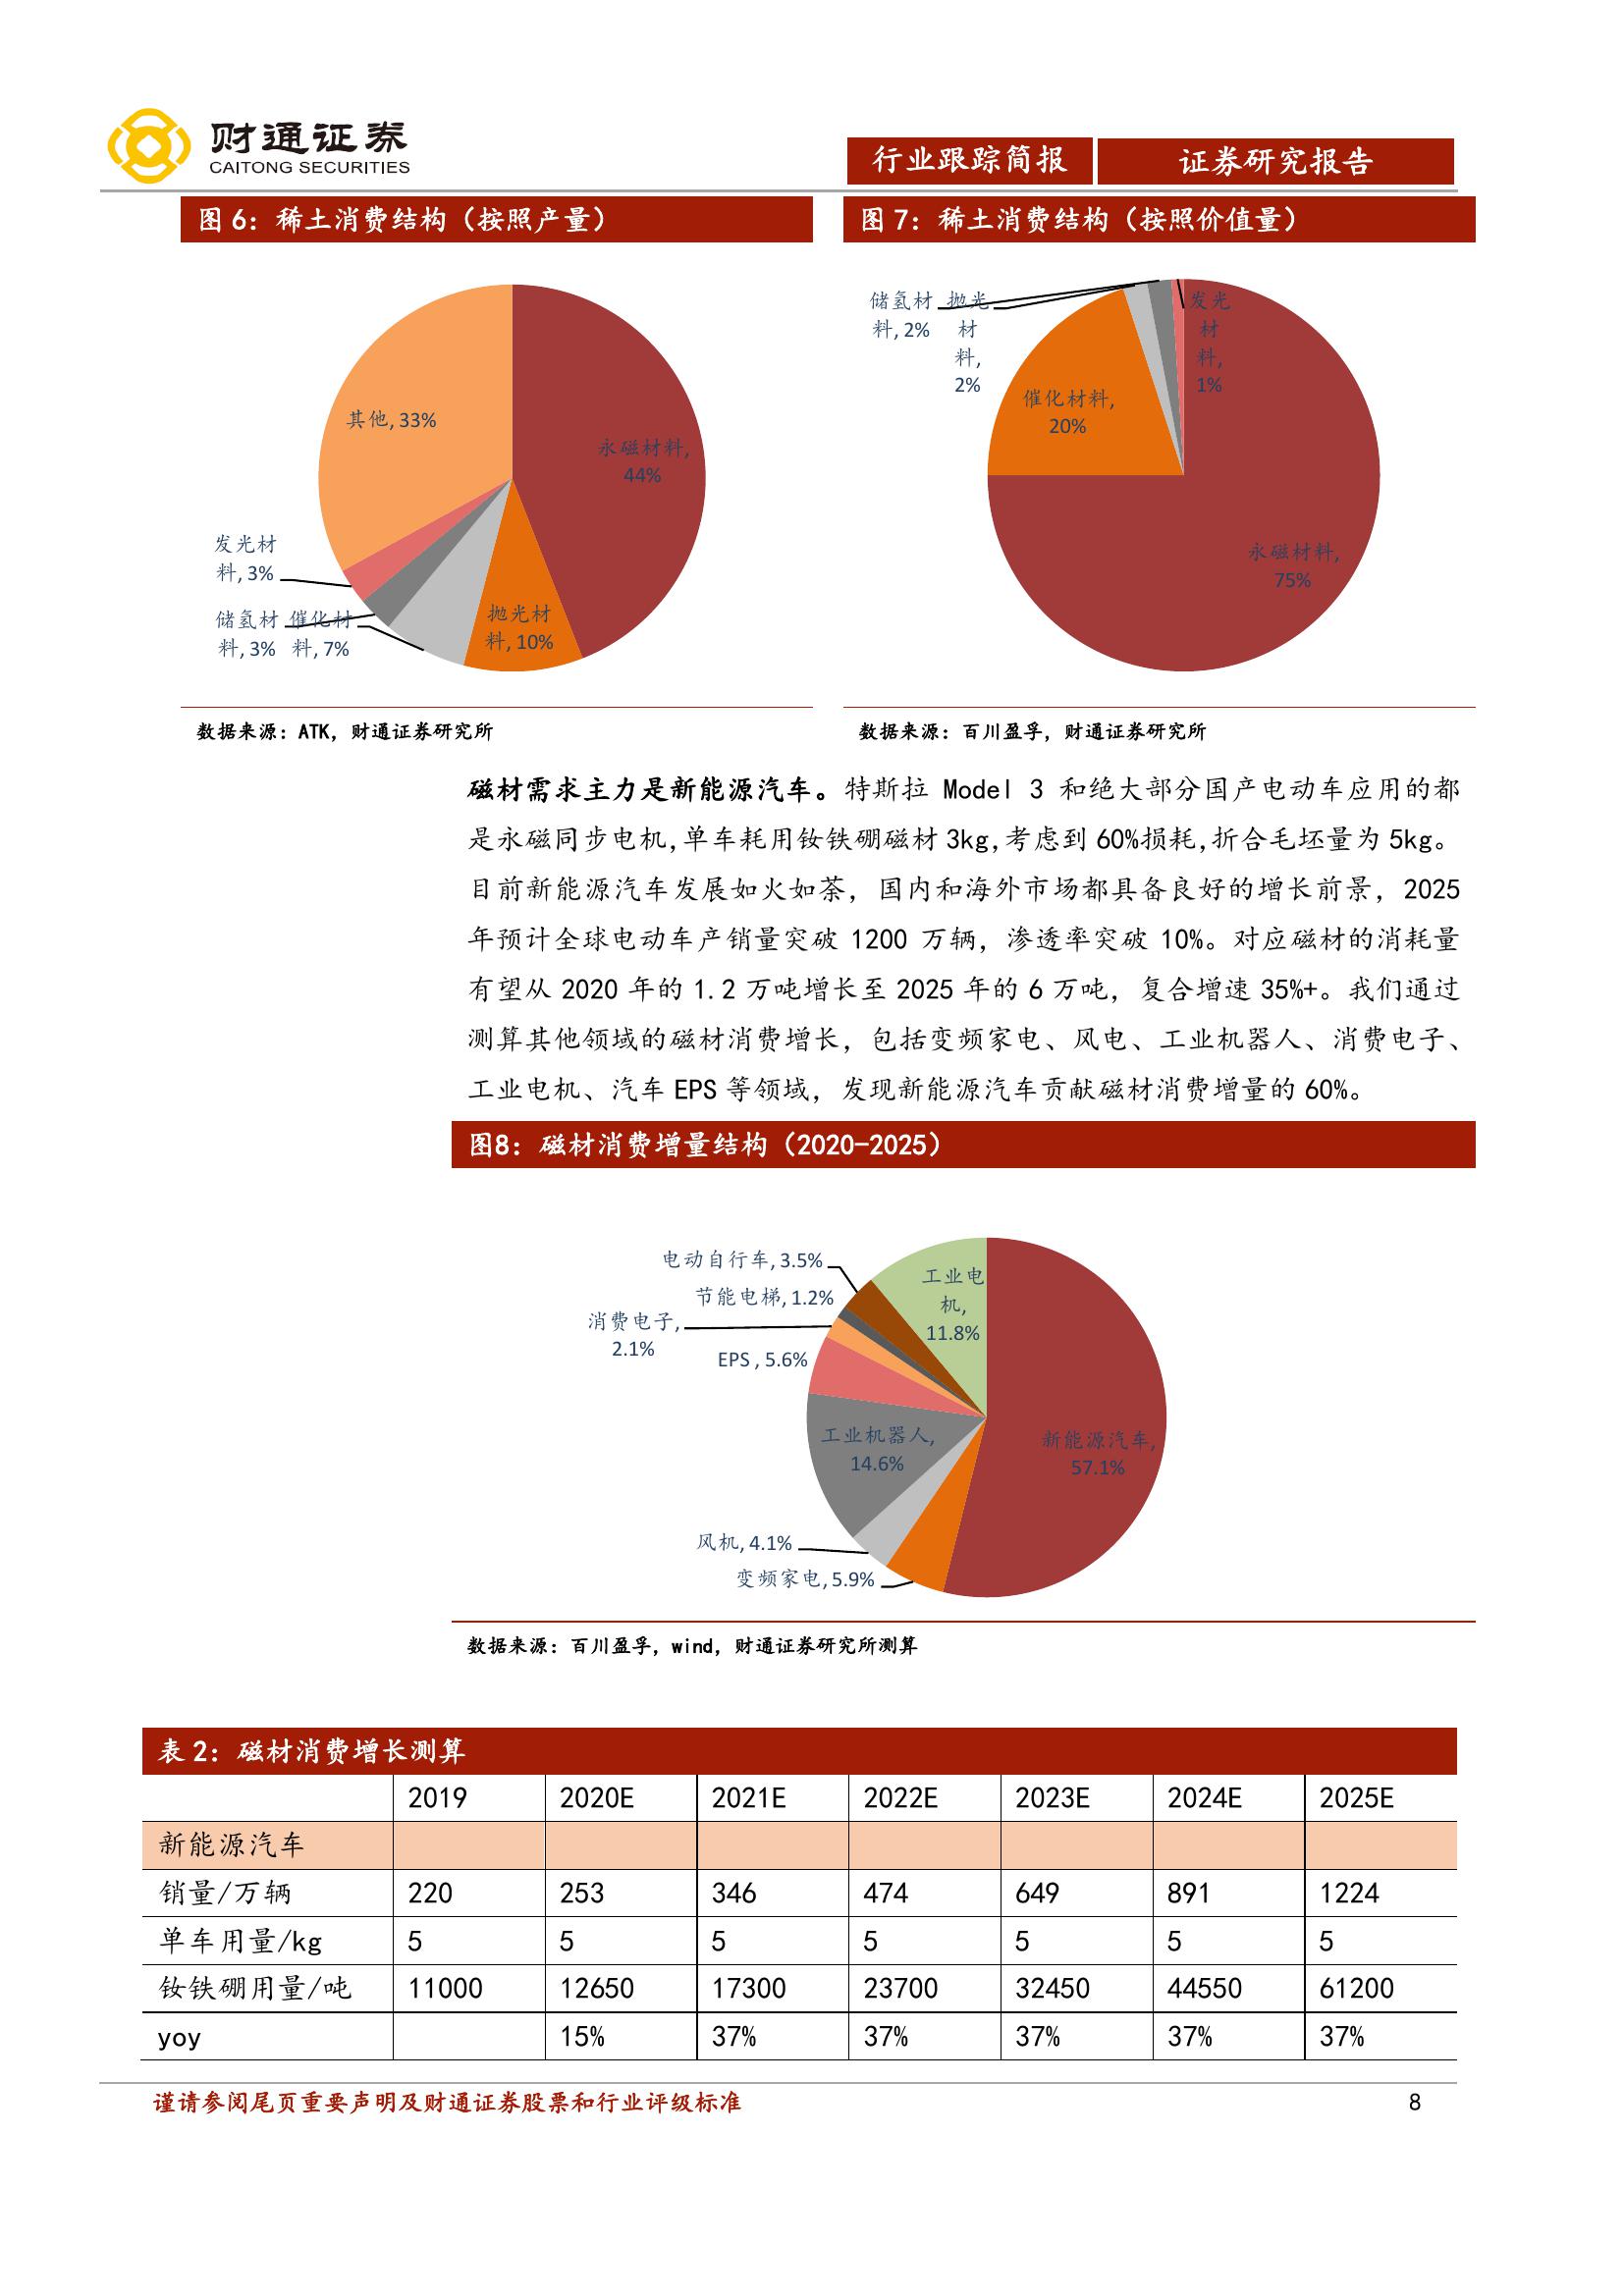 财通证券
CAITONG SECURITIES
行业跟踪简报 证券研究报告
图 6：稀土消费结构（按照产量）
其他, 33%
永磁材料,
44%
发光材
料, 3%
储氢材
料, 3%
催化材
料, 7%
抛光材
料, 10%
数据来源：ATK，财通证券研究所
图 7：稀土消费结构（按照价值量）
储氢材
料, 2%
抛光
材
料,
2%
发光
材
料,
1%
催化材料,
20%
永磁材料,
75%
数据来源：百川盈孚，财通证券研究所
磁材需求主力是新能源汽车。特斯拉 Model 3 和绝大部分国产电动车应用的都
是永磁同步电机,单车耗用钕铁硼磁材 3kg,考虑到 60%损耗,折合毛坯量为 5kg。
目前新能源汽车发展如火如荼，国内和海外市场都具备良好的增长前景，2025
年预计全球电动车产销量突破 1200 万辆，渗透率突破 10%。对应磁材的消耗量
有望从 2020 年的 1.2 万吨增长至 2025 年的 6 万吨，复合增速 35%+。我们通过
测算其他领域的磁材消费增长，包括变频家电、风电、工业机器人、消费电子、
工业电机、汽车 EPS 等领域，发现新能源汽车贡献磁材消费增量的 60%。
图8：磁材消费增量结构（2020-2025）
电动自行车, 3.5%
节能电梯, 1.2%
消费电子,
2.1%
EPS , 5.6%
工业电
机,
11.8%
工业机器人,
14.6%
新能源汽车,
57.1%
风机, 4.1%
变频家电, 5.9%
数据来源：百川盈孚，wind，财通证券研究所测算
表 2：磁材消费增长测算
2019 2020E 2021E 2022E 2023E 2024E 2025E
新能源汽车
销量/万辆 220 253 346 474 649 891 1224
单车用量/kg 5 5 5 5 5 5 5
钕铁硼用量/吨 11000 12650 17300 23700 32450 44550 61200
yoy 15% 37% 37% 37% 37% 37%
谨请参阅尾页重要声明及财通证券股票和行业评级标准 8